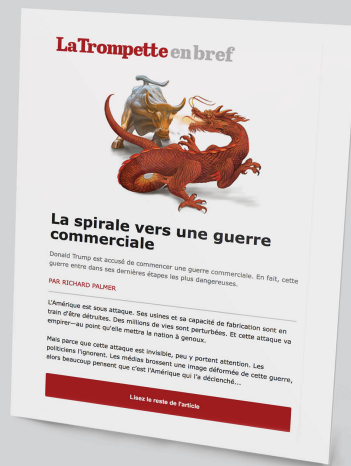 LaTrompette en bref
La spirale vers une guerre
commerciale
Donald Trump est accusé de commencer une guerre commerciale. En fait, cette
guerre entre dans ses dernières étapes les plus dangereuses.
PAR RICHARD PALMER
L'Amérique est sous attaque. Ses usines et sa capacité de fabrication sont en
train d'être détruites. Des millions de vies sont perturbées. Et cette attaque va
empirer—au point qu'elle mettra la nation à genoux.
Mais parce que cette attaque est invisible, peu y portent attention. Les
politiciens l'ignorent. Les médias brossent une image déformée de cette guerre,
alors beaucoup pensent que c'est l'Amérique qui l'a déclenché...
Lisez le reste de l'article